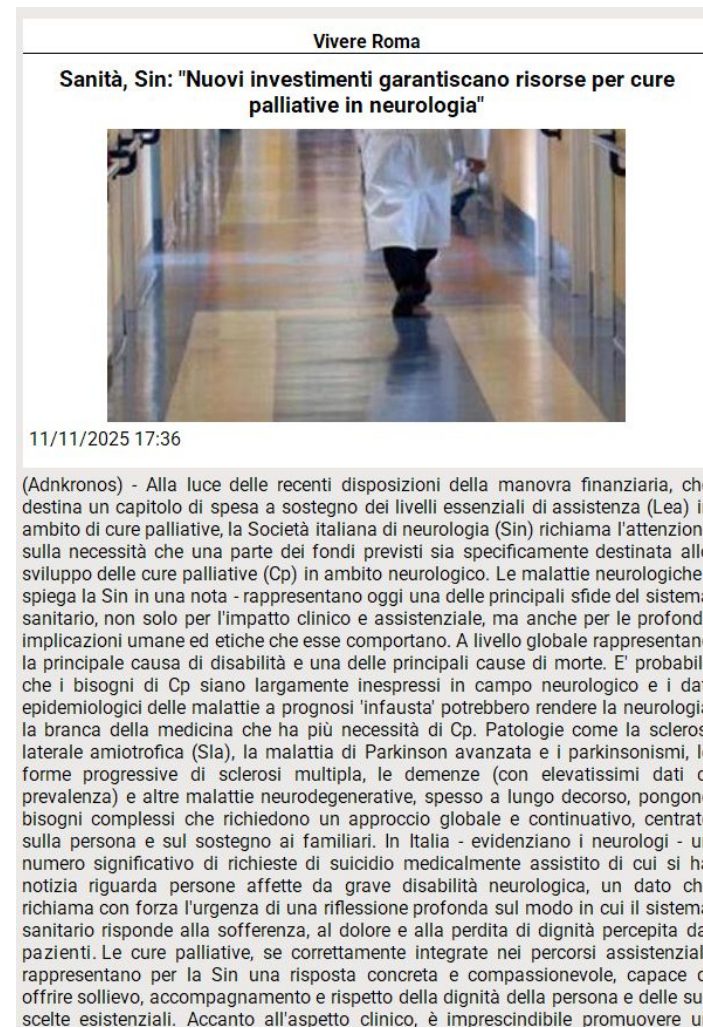 Vivere Roma
Sanità, Sin: "Nuovi investimenti garantiscano risorse per cure
palliative in neurologia"
11/11/2025 17:36
(Adnkronos) - Alla luce delle recenti disposizioni della manovra finanziaria, ch
destina un capitolo di spesa a sostegno dei livelli essenziali di assistenza (Lea) i
ambito di cure palliative, la Società italiana di neurologia (Sin) richiama l'attenzion
sulla necessità che una parte dei fondi previsti sia specificamente destinata all
sviluppo delle cure palliative (Cp) in ambito neurologico. Le malattie neurologiche
spiega la Sin in una nota - rappresentano oggi una delle principali sfide del sistema
sanitario, non solo per l'impatto clinico e assistenziale, ma anche per le profond
implicazioni umane ed etiche che esse comportano. A livello globale rappresentan
la principale causa di disabilità e una delle principali cause di morte. E' probabil
che i bisogni di Cp siano largamente inespressi in campo neurologico e i dat
epidemiologici delle malattie a prognosi 'infausta' potrebbero rendere la neurologia
la branca della medicina che ha più necessità di Cp. Patologie come la scleros
laterale amiotrofica (Sla), la malattia di Parkinson avanzata e i parkinsonismi, l
forme progressive di sclerosi multipla, le demenze (con elevatissimi dati d
prevalenza) e altre malattie neurodegenerative, spesso a lungo decorso, pongon
bisogni complessi che richiedono un approccio globale e continuativo, centrat
sulla persona e sul sostegno ai familiari. In Italia - evidenziano i neurologi - u
numero significativo di richieste di suicidio medicalmente assistito di cui si ha
notizia riguarda persone affette da grave disabilità neurologica, un dato ch
richiama con forza l'urgenza di una riflessione profonda sul modo in cui il sistema
sanitario risponde alla sofferenza, al dolore e alla perdita di dignità percepita da
pazienti. Le cure palliative, se correttamente integrate nei percorsi assistenzial
rappresentano per la Sin una risposta concreta e compassionevole, capace d
offrire sollievo, accompagnamento e rispetto della dignità della persona e delle su
scelte esistenziali. Accanto all'aspetto clinico, è imprescindibile promuovere u